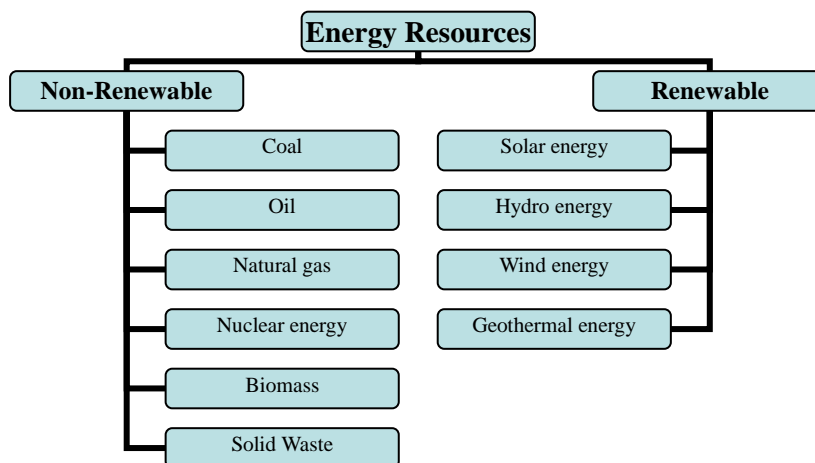 Energy Resources
Non-Renewable
Renewable
Coal
Solar energy
Oil
Hydro energy
Natural gas
Wind energy
Nuclear energy
Geothermal energy
Biomass
Solid Waste